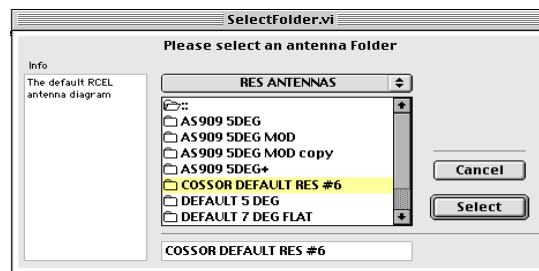 SelectFolder.vi
Please select an antenna Folder
Info
The default RCEL
antenna diagram
RES ANTENNAS
::
AS909 5DEG
AS909 5DEG MOD
AS909 5DEG MOD copy
AS909 5DEG+
COSSOR DEFAULT RES #6
DEFAULT 5 DEG
DEFAULT 7 DEG FLAT
Cancel
Select
COSSOR DEFAULT RES #6